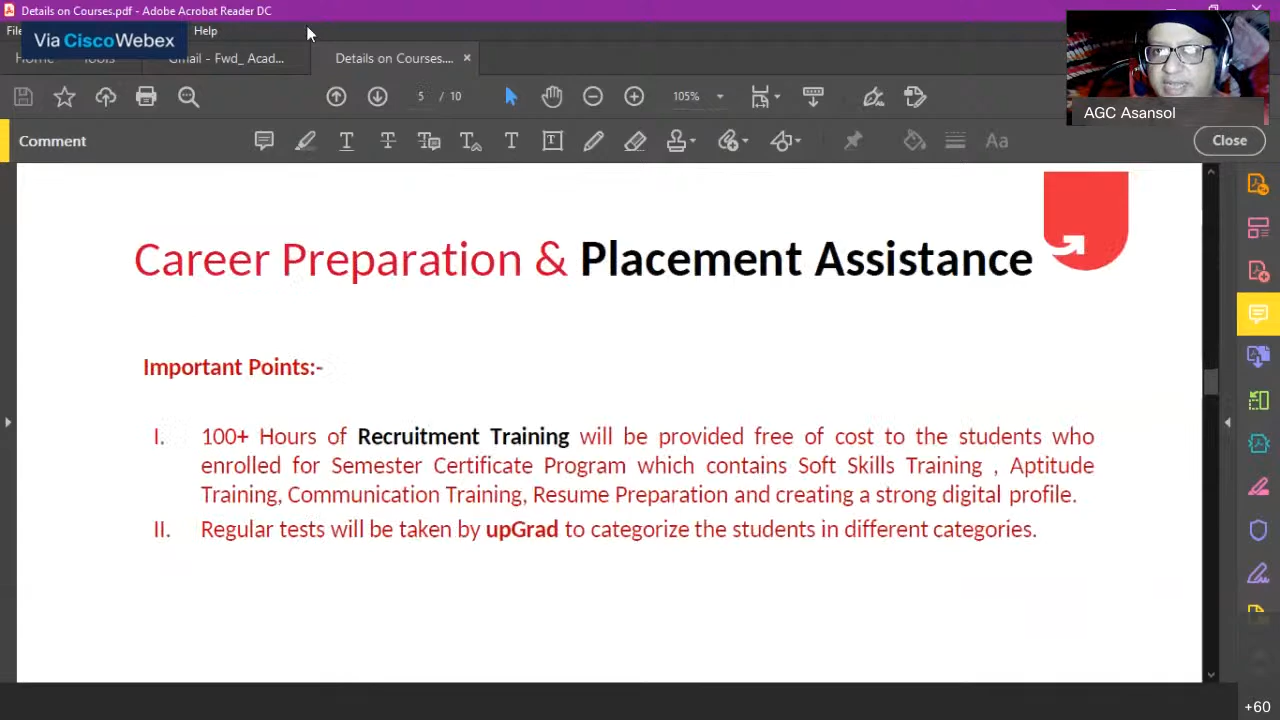 Details on Courses.pdf - Adobe Acrobat Reader DC
Help
Via CiscoWebex
Home Tools Gmail - Fwd_ Acad... Details on Courses.... ×
5 / 10 105%
AGC Asansol
Comment
Close
Career Preparation & Placement Assistance
Important Points:-
I. 100+ Hours of Recruitment Training will be provided free of cost to the students who
enrolled for Semester Certificate Program which contains Soft Skills Training , Aptitude
Training, Communication Training, Resume Preparation and creating a strong digital profile.
II. Regular tests will be taken by upGrad to categorize the students in different categories.
+60